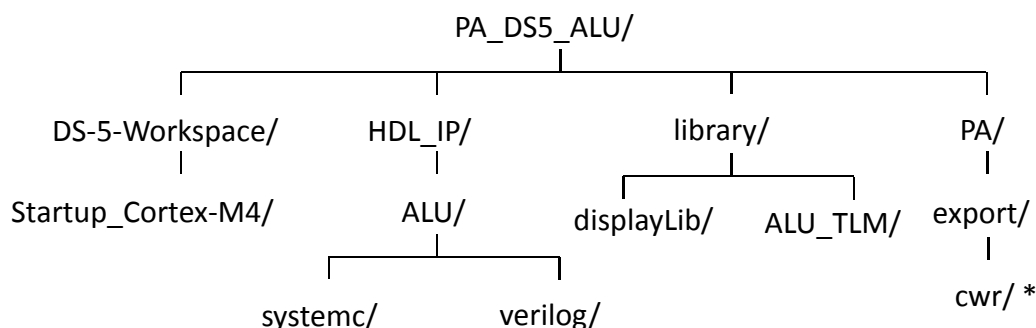 PA_DS5_ALU/
DS-5-Workspace/ HDL_IP/ library/ PA/
Startup_Cortex-M4/ ALU/ displayLib/ ALU_TLM/ export/
systemc/ verilog/ cwr/ *